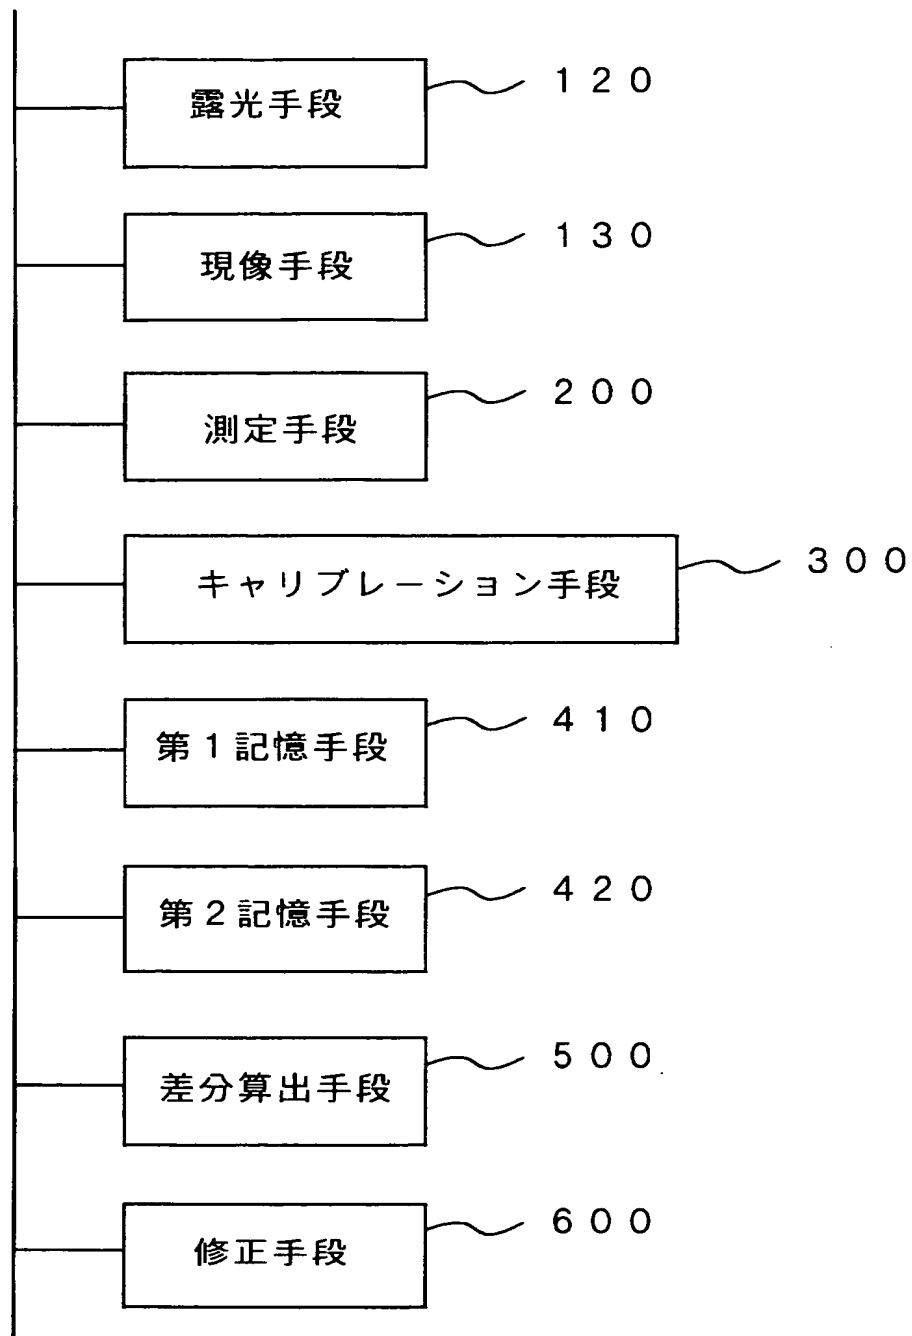 露光手段 120
現像手段 130
測定手段 200
キャリブレーション手段 300
第1記憶手段 410
第2記憶手段 420
差分算出手段 500
修正手段 600